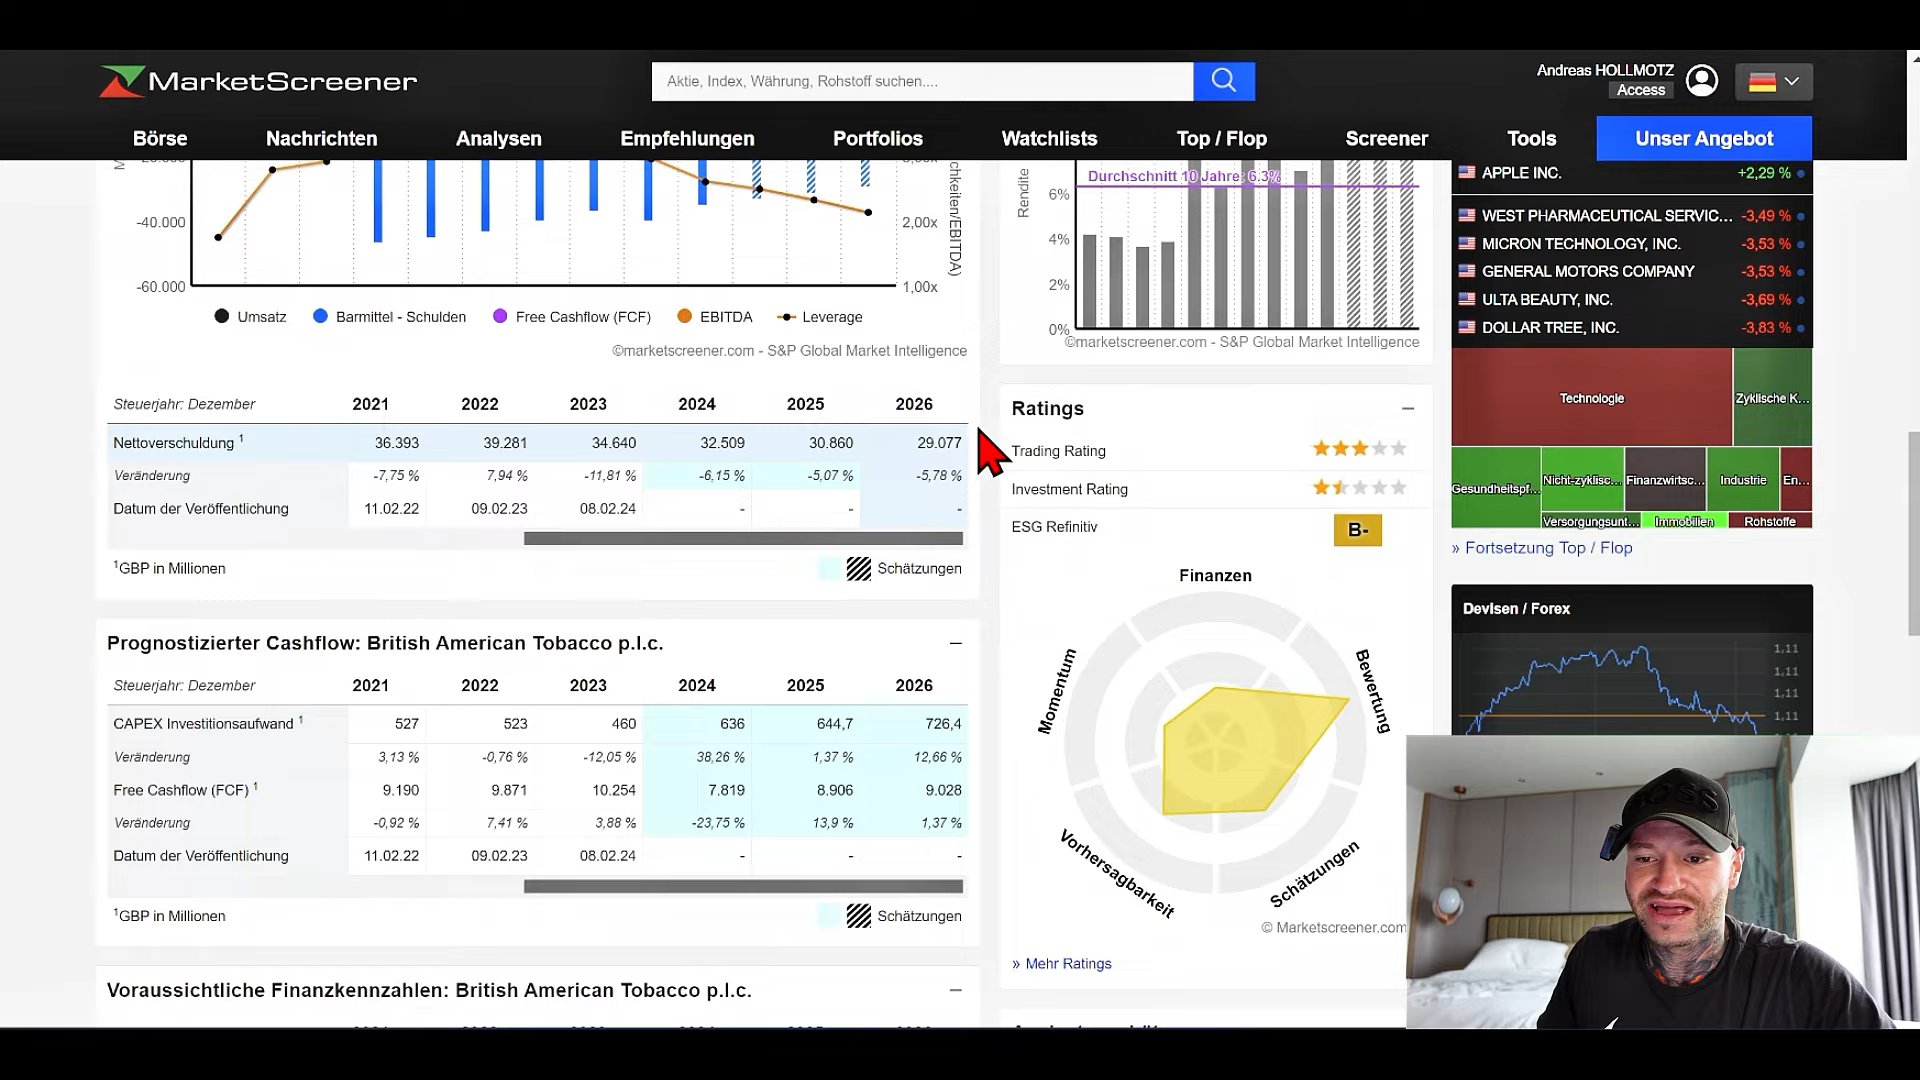 MarketScreener
Aktie, Index, Währung, Rohstoff suchen....
Andreas HOLLMOTZ
Access
Börse Nachrichten Analysen Empfehlungen Portfolios Watchlists Top / Flop Screener Tools Unser Angebot
-40.000
-60.000
2,00x
1,00x
chkeiten/EBITDA)
Umsatz Barmittel - Schulden Free Cashflow (FCF) EBITDA Leverage
©marketscreener.com - S&P Global Market Intelligence
Steuerjahr: Dezember 2021 2022 2023 2024 2025 2026
Nettoverschuldung 1 36.393 39.281 34.640 32.509 30.860 29.077
Veränderung -7,75 % 7,94 % -11,81 % -6,15 % -5,07 % -5,78 %
Datum der Veröffentlichung 11.02.22 09.02.23 08.02.24 - - -
1GBP in Millionen Schätzungen
Prognostizierter Cashflow: British American Tobacco p.l.c.
Steuerjahr: Dezember 2021 2022 2023 2024 2025 2026
CAPEX Investitionsaufwand 1 527 523 460 636 644,7 726,4
Veränderung 3,13 % -0,76 % -12,05 % 38,26 % 1,37 % 12,66 %
Free Cashflow (FCF) 1 9.190 9.871 10.254 7.819 8.906 9.028
Veränderung -0,92 % 7,41 % 3,88 % -23,75 % 13,9 % 1,37 %
Datum der Veröffentlichung 11.02.22 09.02.23 08.02.24 - - -
1GBP in Millionen Schätzungen
Voraussichtliche Finanzkennzahlen: British American Tobacco p.l.c.
Durchschnitt 10 Jahre: 6.3%
Rendite
6%
4%
2%
0%
©marketscreener.com - S&P Global Market Intelligence
Ratings
Trading Rating
Investment Rating
ESG Refinitiv B-
Finanzen
Momentum
Bewertung
Vorhersagbarkeit
Schätzungen
© Marketscreener.com
» Mehr Ratings
APPLE INC. +2,29 %
WEST PHARMACEUTICAL SERVIC... -3,49 %
MICRON TECHNOLOGY, INC. -3,53 %
GENERAL MOTORS COMPANY -3,53 %
ULTA BEAUTY, INC. -3,69 %
DOLLAR TREE, INC. -3,83 %
Technologie
Zyklische K...
Gesundheitspf...
Nicht-zyklisc...
Finanzwirtsc...
Industrie
En...
Versorgungsunt...
Immobilien
Rohstoffe
» Fortsetzung Top / Flop
Devisen / Forex
1,11
1,11
1,11
1,11
BOSS